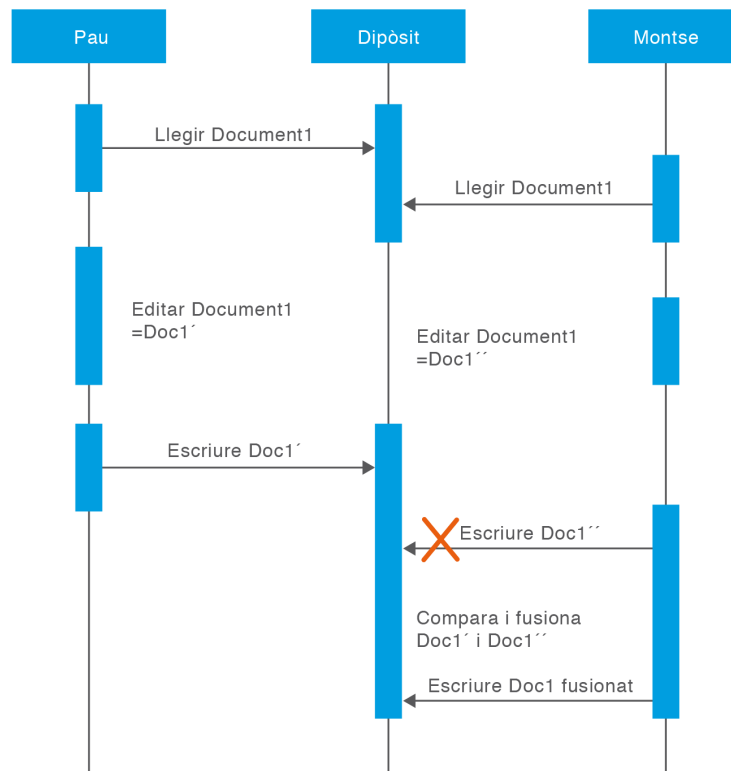 Pau
Dipòsit
Montse
Llegir Document1
Llegir Document1
Editar Document1
=Doc1´
Editar Document1
=Doc1´´
Escriure Doc1´
Escriure Doc1´´
Compara i fusiona
Doc1´ i Doc1´´
Escriure Doc1 fusionat